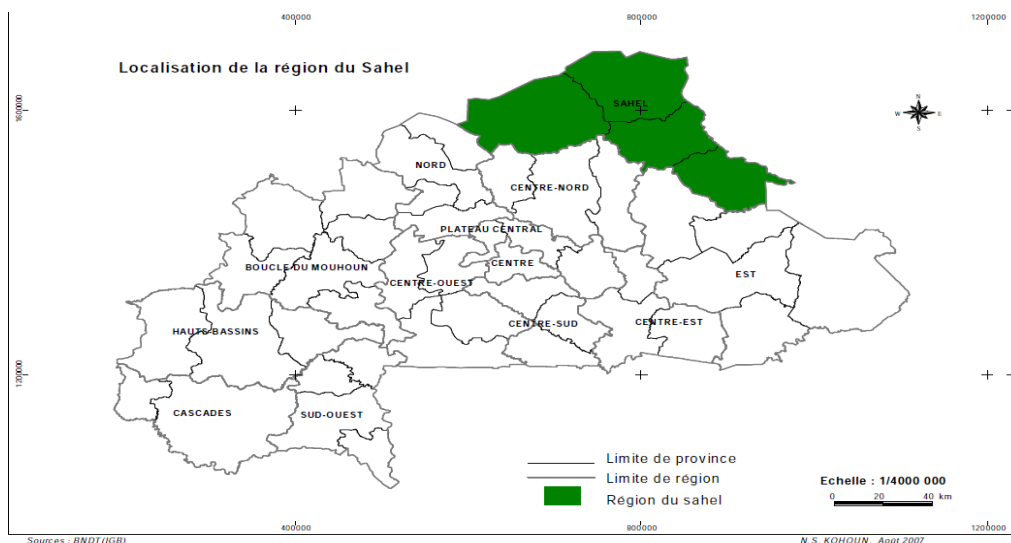 400000 800000 1200000
Localisation de la région du Sahel
1600000
SAHEL
N
W E
S
NORD
CENTRE-NORD
PLATEAU CENTRAL
BOUCLE DU MOUHOUN
CENTRE
CENTRE-OUEST
EST
HAUTS-BASSINS
CENTRE-SUD
CENTRE-EST
1200000
CASCADES
SUD-OUEST
Limite de province
Limite de région
Région du sahel
Echelle : 1/4000 000
0 20 40 km
400000 800000 1200000
Sources : BNDT(IGB)
N.S. KOHOUN, Août 2007